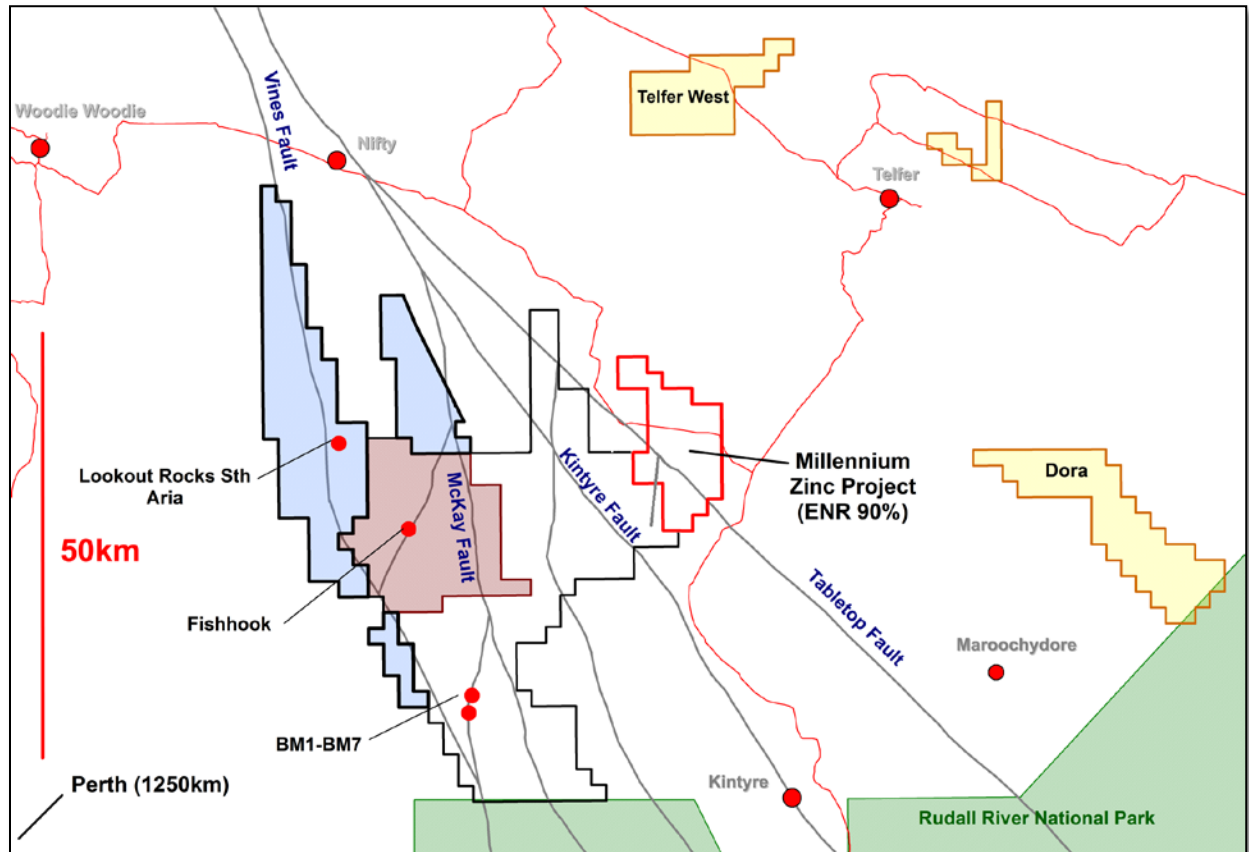 Vines Fault
Telfer West
Woodie Woodie
Nifty
Telfer
Lookout Rocks Sth
Aria
50km
McKay Fault
Kintyre Fault
Millennium
Zinc Project
(ENR 90%)
Dora
Fishhook
Tabletop Fault
Maroochydore
BM1-BM7
Perth (1250km)
Kintyre
Rudall River National Park